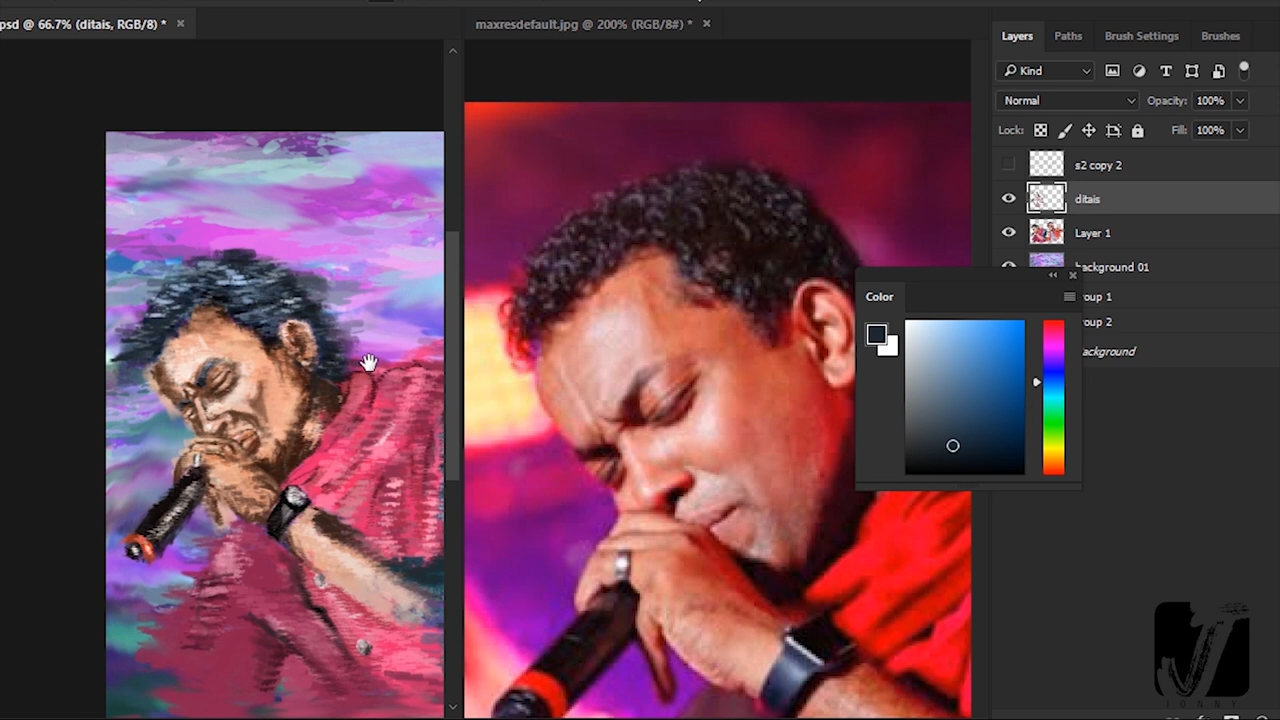 psd @ 66.7% (ditais, RGB/8) *
maxresdefault.jpg @ 200% (RGB/8#) *
Layers
Paths
Brush Settings
Brushes
Kind
Normal
Opacity: 100%
Lock:
Fill: 100%
s2 copy 2
ditais
Layer 1
background 01
Color
roup 1
roup 2
ackground
JONNY